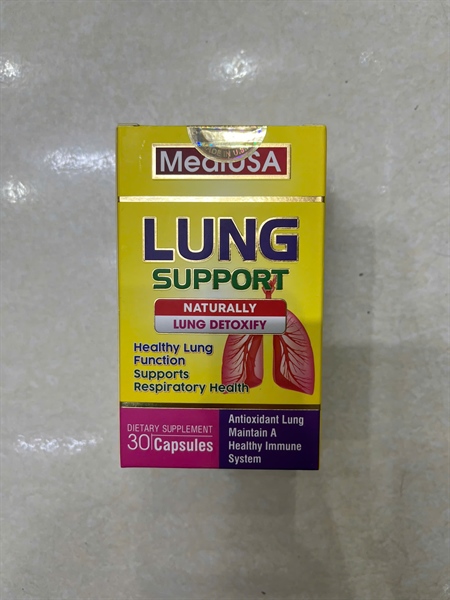 MediUSA
LUNG
SUPPORT
NATURALLY
LUNG DETOXIFY
Healthy Lung
Function
Supports
Respiratory Health
DIETARY SUPPLEMENT
30 Capsules
Antioxidant Lung
Maintain A
Healthy Immune
System